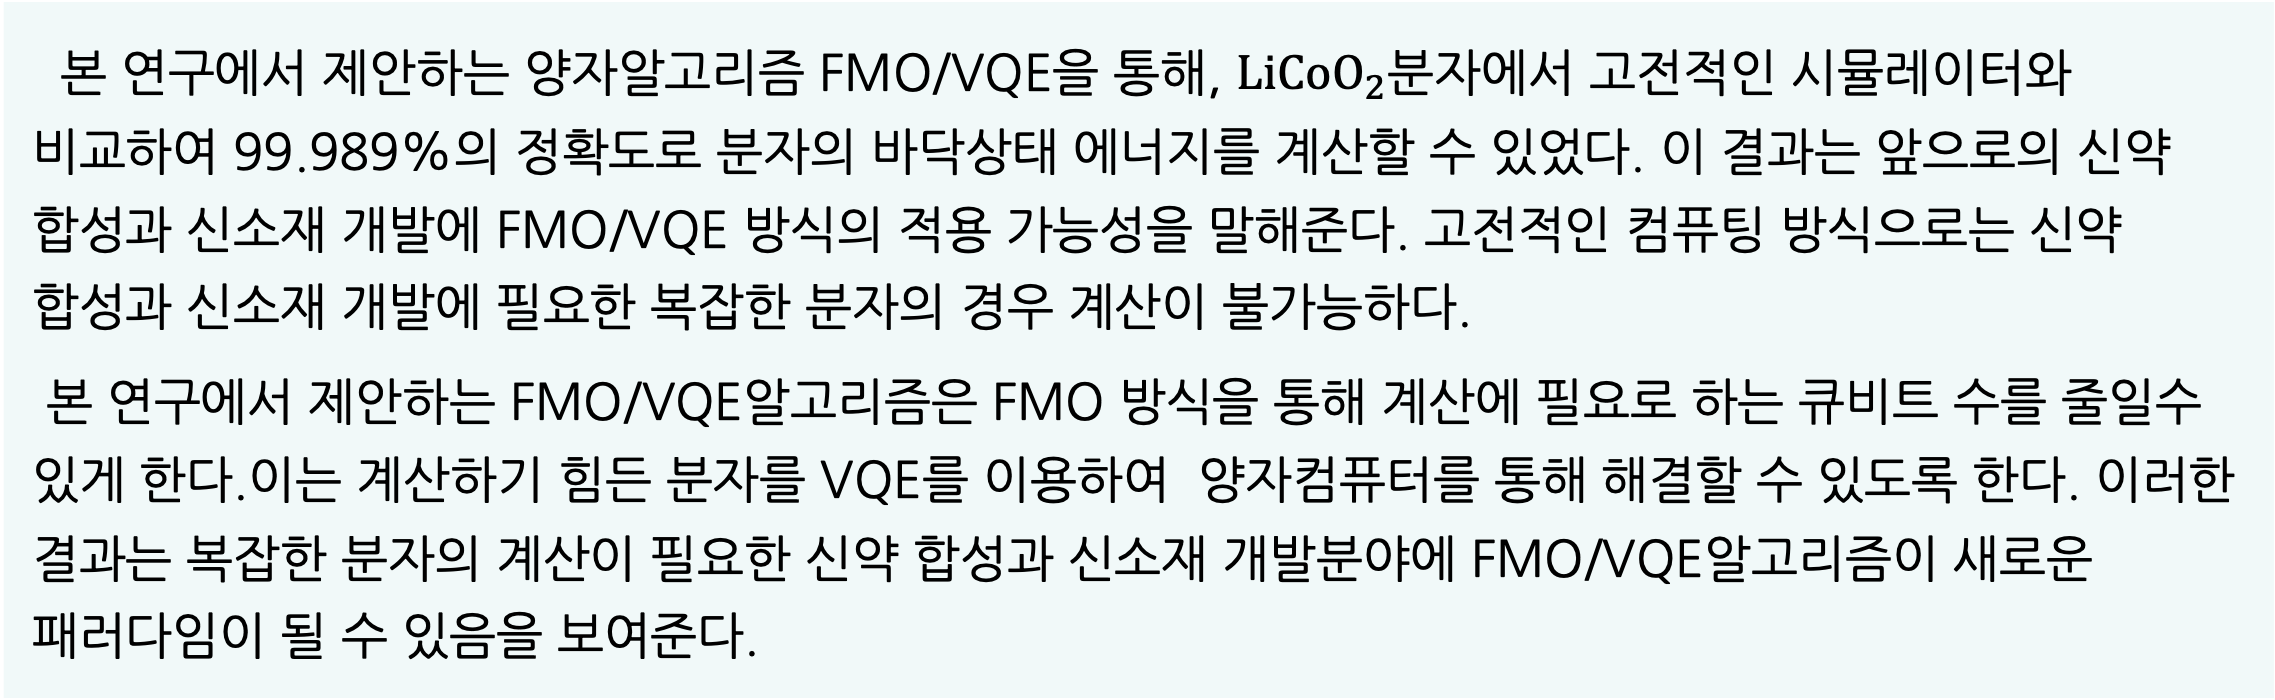 본 연구에서 제안하는 양자알고리즘 FMO/VQE을 통해, LiCoO₂분자에서 고전적인 시뮬레이터와
비교하여 99.989%의 정확도로 분자의 바닥상태 에너지를 계산할 수 있었다. 이 결과는 앞으로의 신약
합성과 신소재 개발에 FMO/VQE 방식의 적용 가능성을 말해준다. 고전적인 컴퓨팅 방식으로는 신약
합성과 신소재 개발에 필요한 복잡한 분자의 경우 계산이 불가능하다.
본 연구에서 제안하는 FMO/VQE알고리즘은 FMO 방식을 통해 계산에 필요로 하는 큐비트 수를 줄일수
있게 한다.이는 계산하기 힘든 분자를 VQE를 이용하여 양자컴퓨터를 통해 해결할 수 있도록 한다. 이러한
결과는 복잡한 분자의 계산이 필요한 신약 합성과 신소재 개발분야에 FMO/VQE알고리즘이 새로운
패러다임이 될 수 있음을 보여준다.